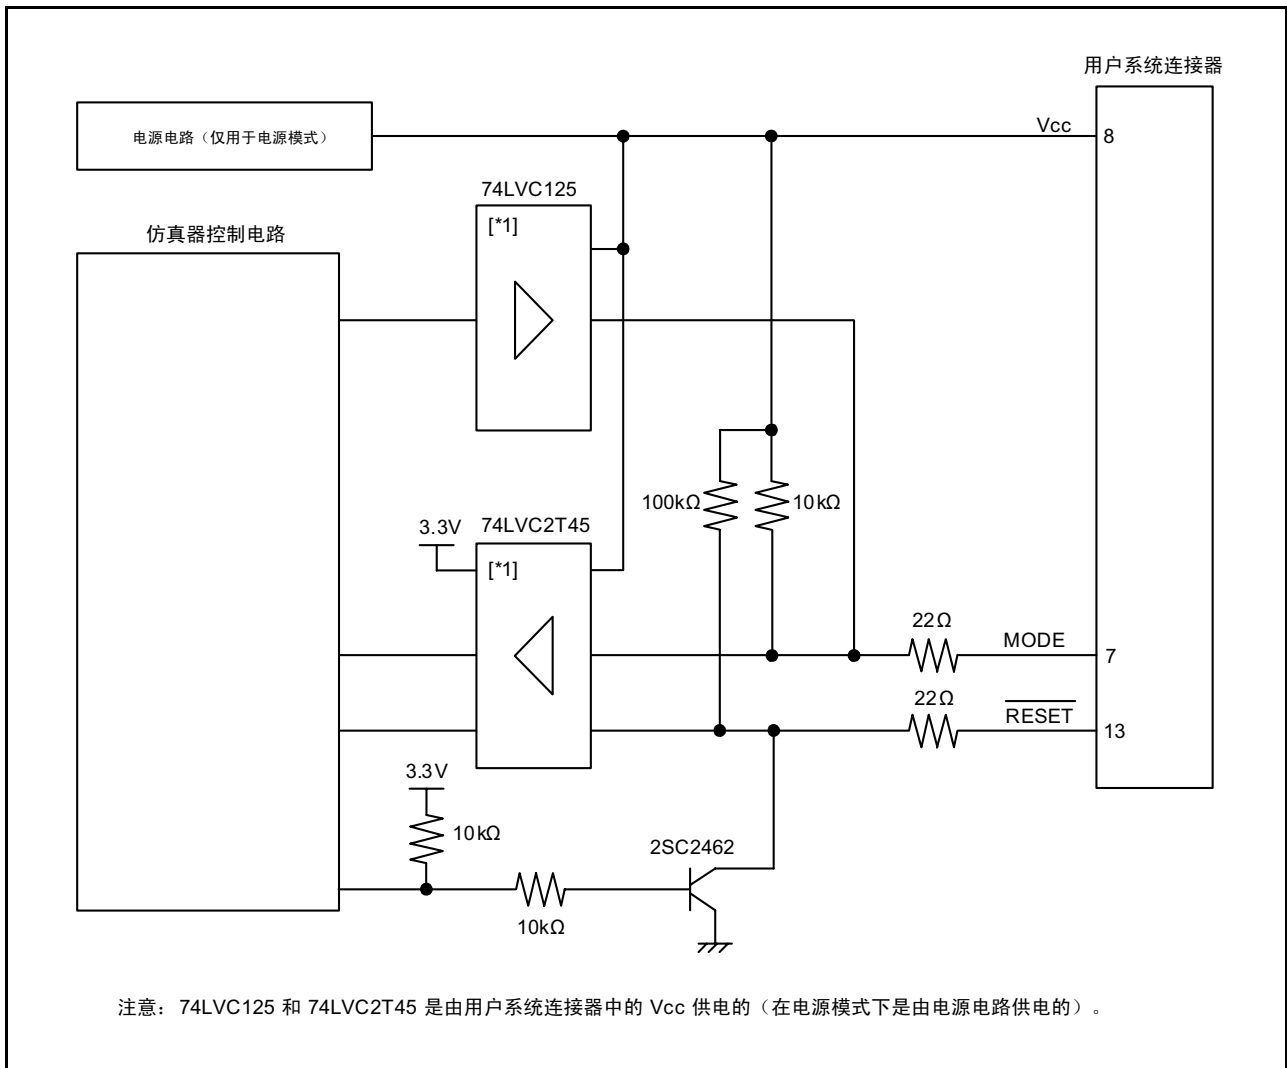 用户系统连接器
电源电路（仅用于电源模式）
Vcc
8
74LVC125
[*1]
仿真器控制电路
100kΩ
10kΩ
3.3V
74LVC2T45
[*1]
22Ω
MODE
7
22Ω
RESET
13
3.3V
10kΩ
2SC2462
10kΩ
注意： 74LVC125 和 74LVC2T45 是由用户系统连接器中的 Vcc 供电的（在电源模式下是由电源电路供电的）。